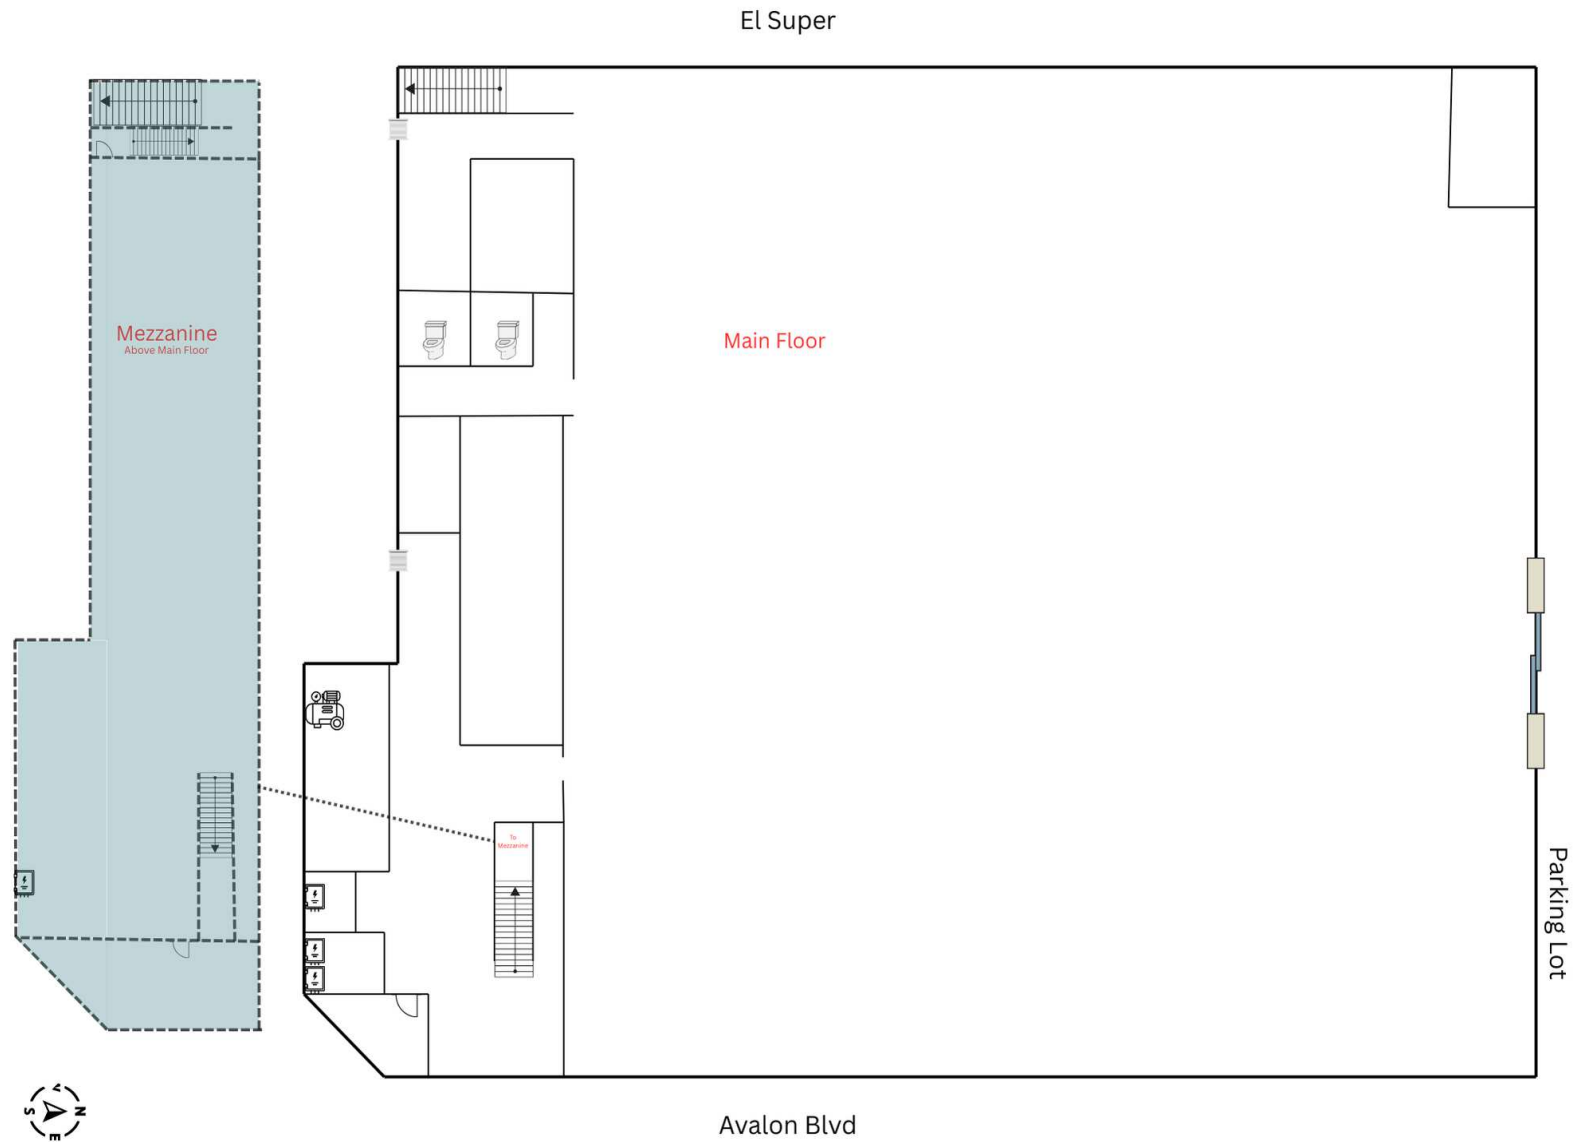 El Super
Mezzanine
Above Main Floor
Main Floor
To
Mezzanine
Parking Lot
N
S
E
Avalon Blvd